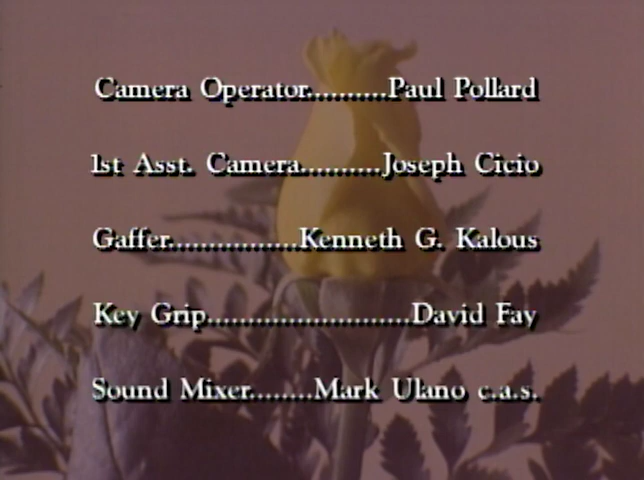 Camera Operator..........Paul Pollard
1st Asst. Camera..........Joseph Cicio
Gaffer................Kenneth G. Kalous
Key Grip.........................David Fay
Sound Mixer........Mark Ulano c.a.s.